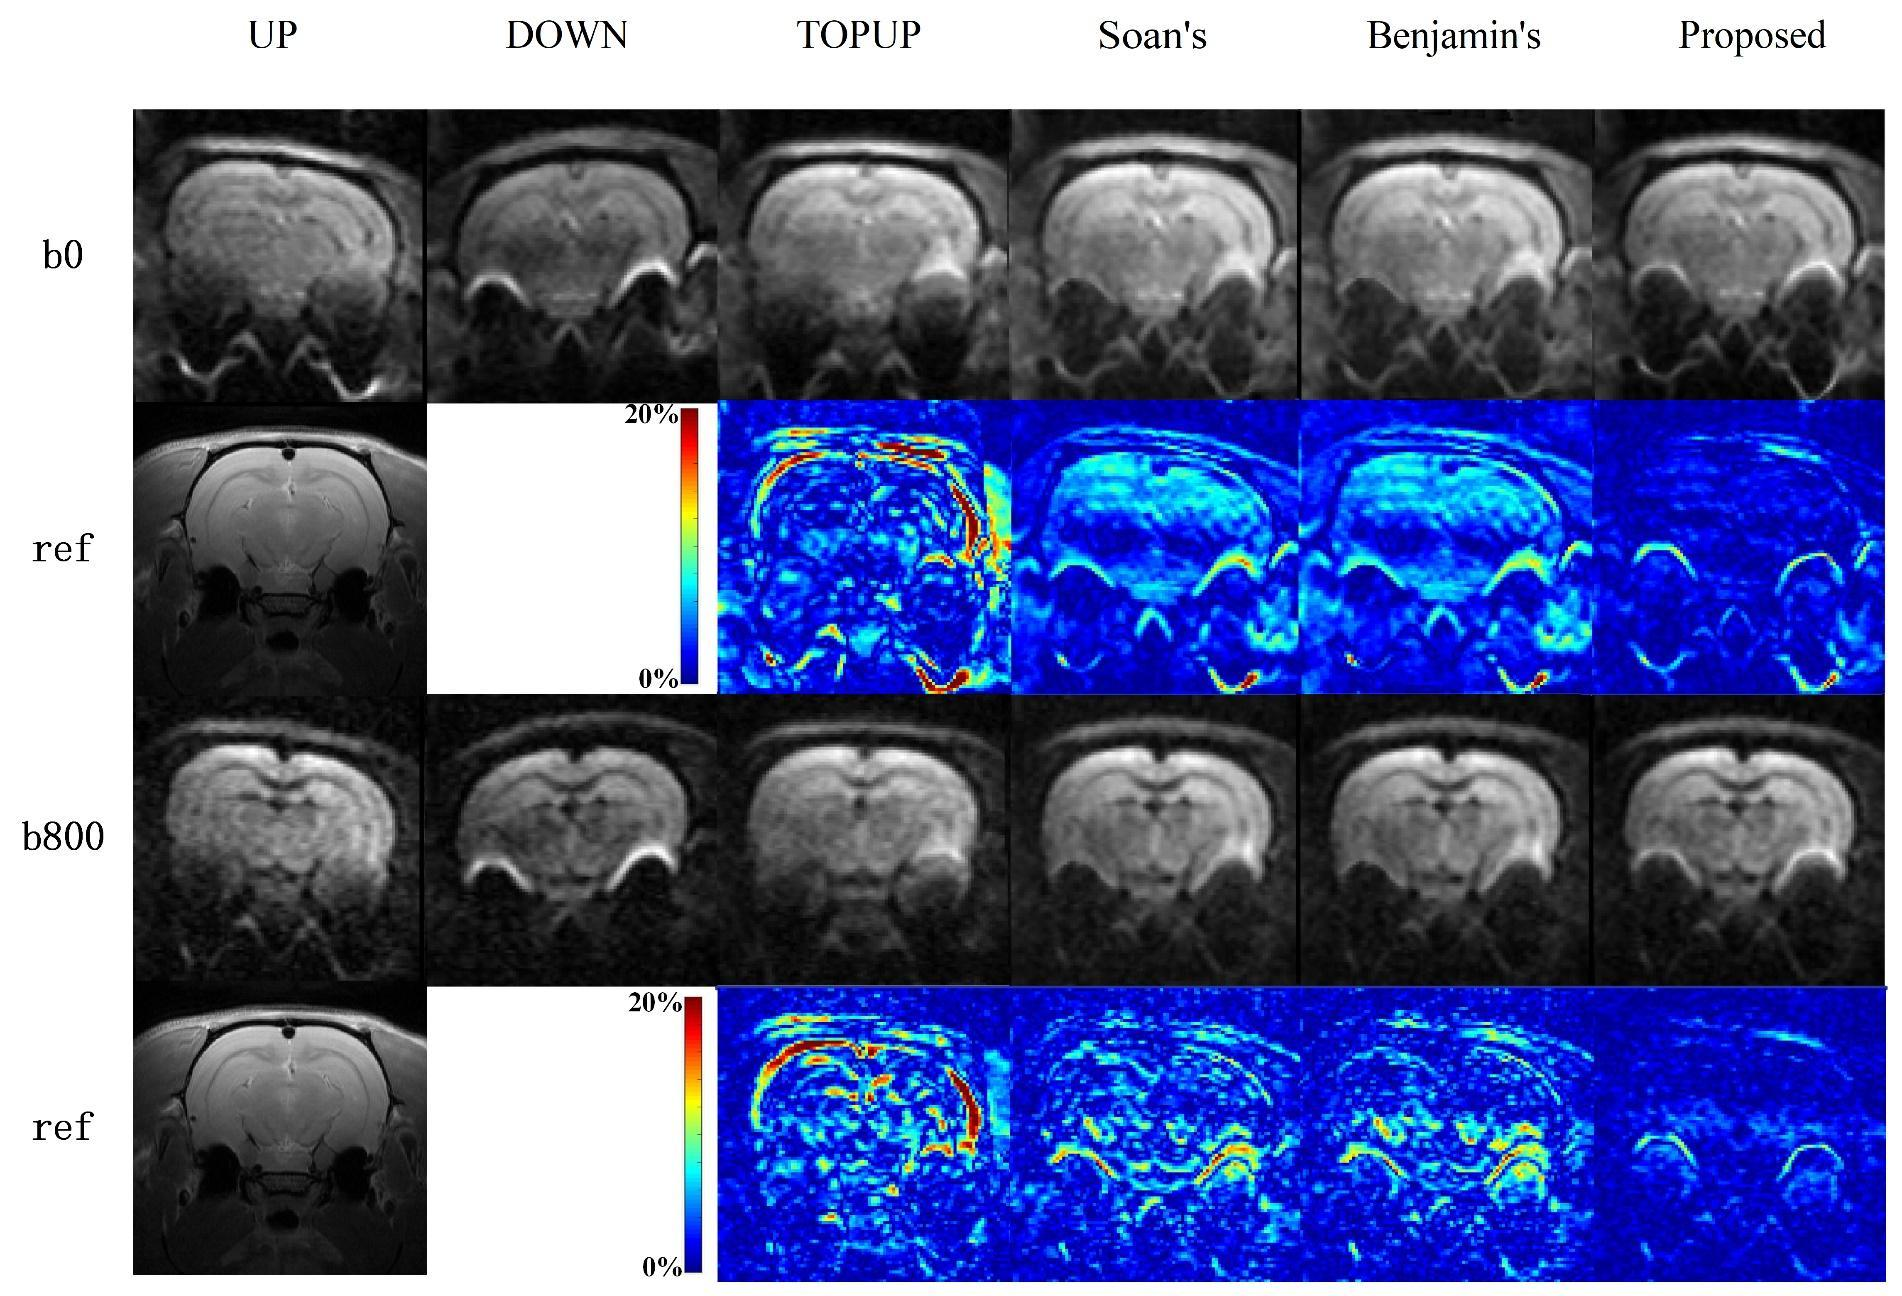 UP DOWN TOPUP Soan's Benjamin's Proposed
b0
20%
ref
0%
b800
20%
ref
0%